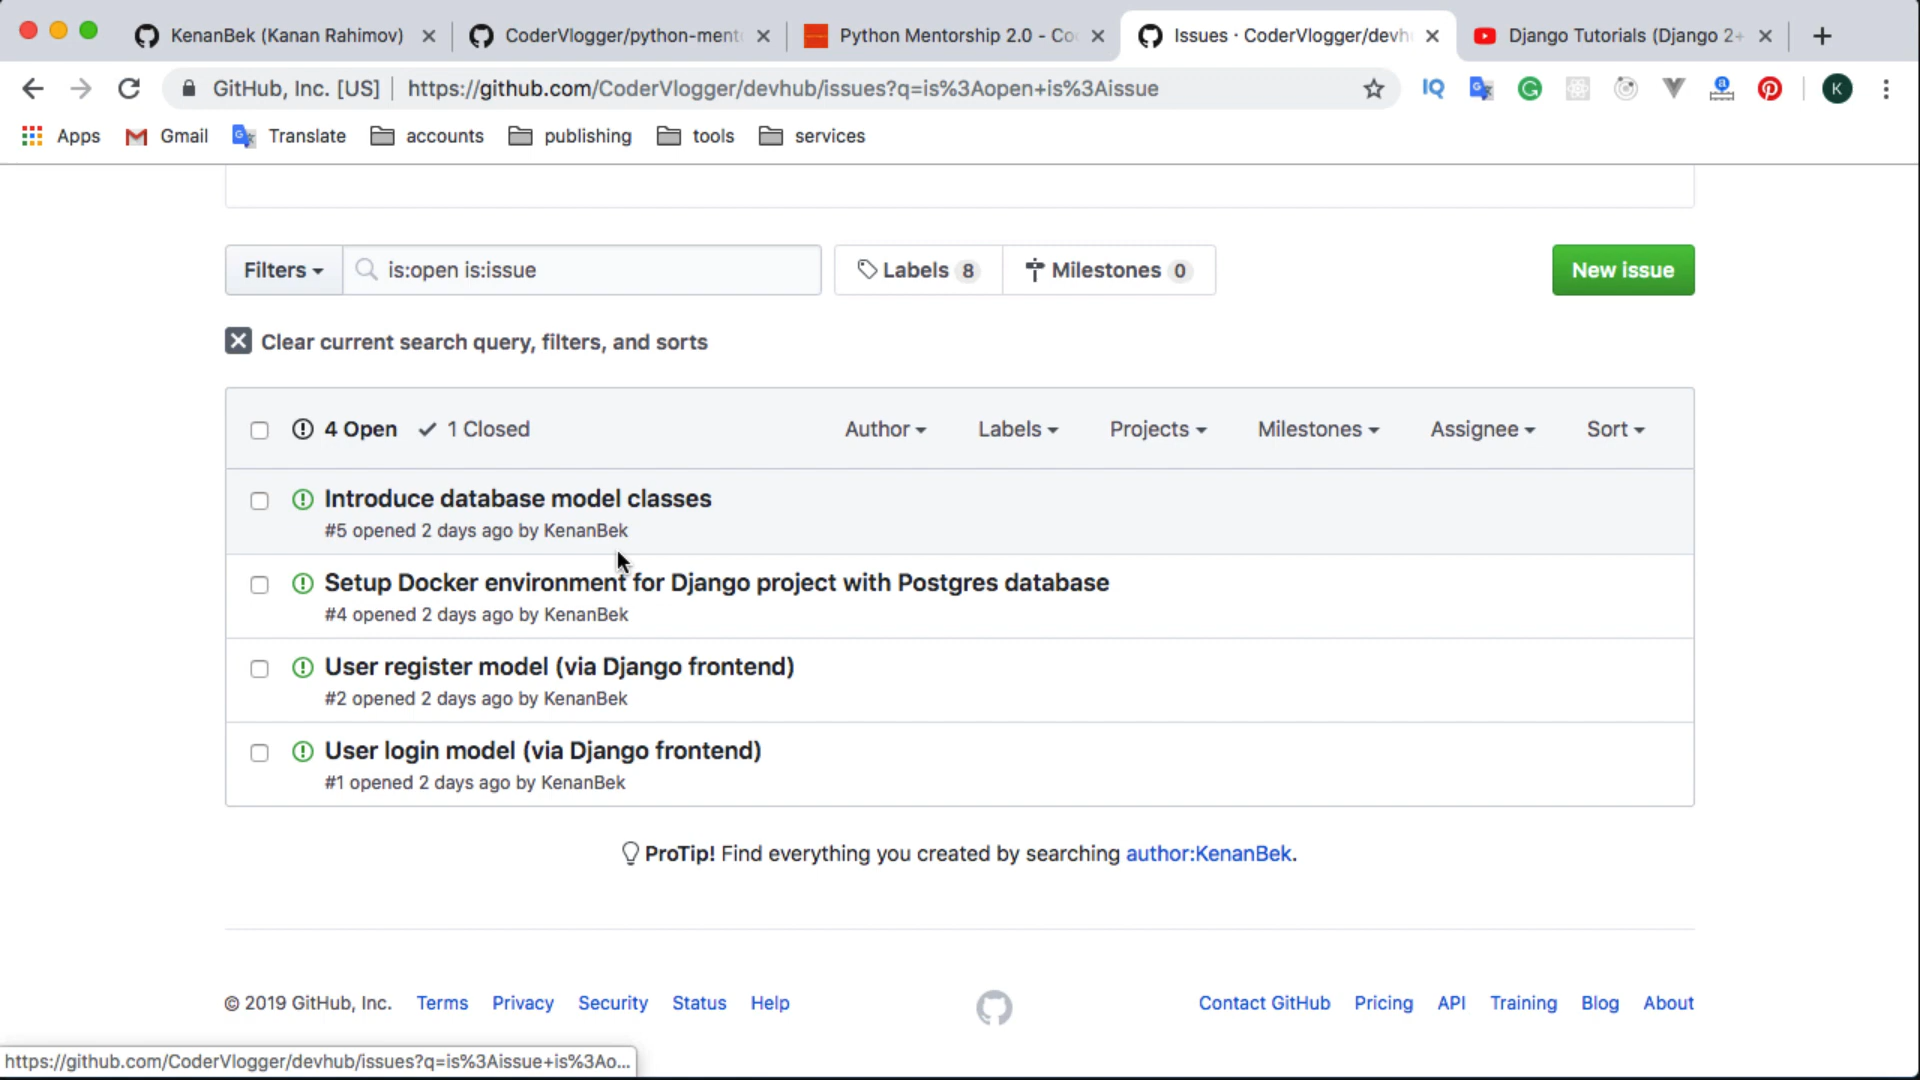 KenanBek (Kanan Rahimov)
CoderVlogger/python-ment
Python Mentorship 2.0 - Co
Issues · CoderVlogger/devh
Django Tutorials (Django 2+
GitHub, Inc. [US]
https://github.com/CoderVlogger/devhub/issues?q=is%3Aopen+is%3Aissue
IQ
K
Apps
Gmail
Translate
accounts
publishing
tools
services
Filters
is:open is:issue
Labels 8
Milestones 0
New issue
Clear current search query, filters, and sorts
4 Open
1 Closed
Author
Labels
Projects
Milestones
Assignee
Sort
Introduce database model classes
#5 opened 2 days ago by KenanBek
Setup Docker environment for Django project with Postgres database
#4 opened 2 days ago by KenanBek
User register model (via Django frontend)
#2 opened 2 days ago by KenanBek
User login model (via Django frontend)
#1 opened 2 days ago by KenanBek
ProTip! Find everything you created by searching author:KenanBek.
© 2019 GitHub, Inc.
Terms
Privacy
Security
Status
Help
Contact GitHub
Pricing
API
Training
Blog
About
https://github.com/CoderVlogger/devhub/issues?q=is%3Aissue+is%3Ao...